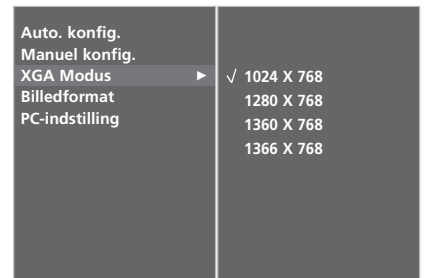 Auto. konfig.
Manuel konfig.
XGA Modus ►
Billedformat
PC-indstilling
√ 1024 X 768
1280 X 768
1360 X 768
1366 X 768